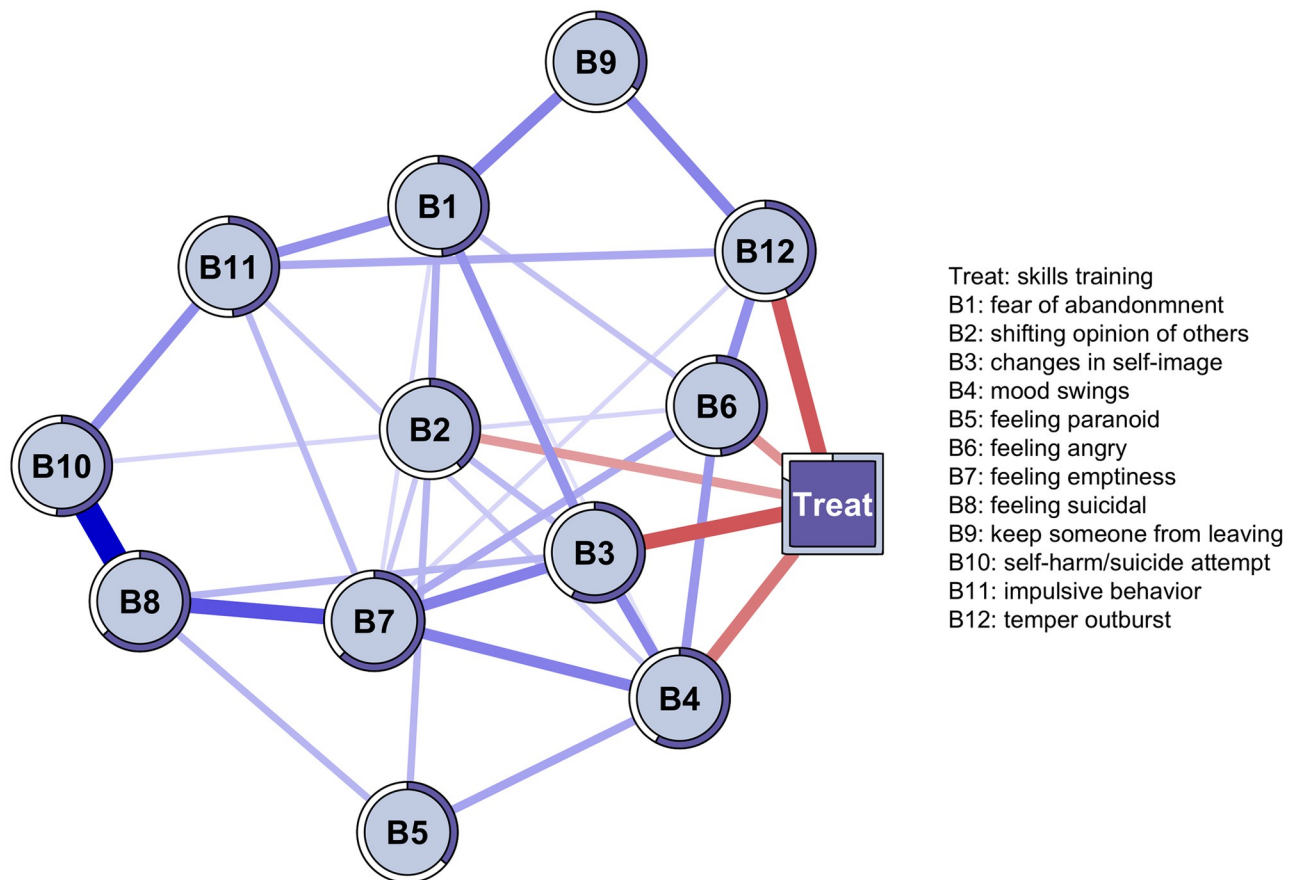 B9
B1
B12
B11
B6
B2
B10
Treat
B3
B8
B7
B4
B5
Treat: skills training
B1: fear of abandonmnent
B2: shifting opinion of others
B3: changes in self-image
B4: mood swings
B5: feeling paranoid
B6: feeling angry
B7: feeling emptiness
B8: feeling suicidal
B9: keep someone from leaving
B10: self-harm/suicide attempt
B11: impulsive behavior
B12: temper outburst